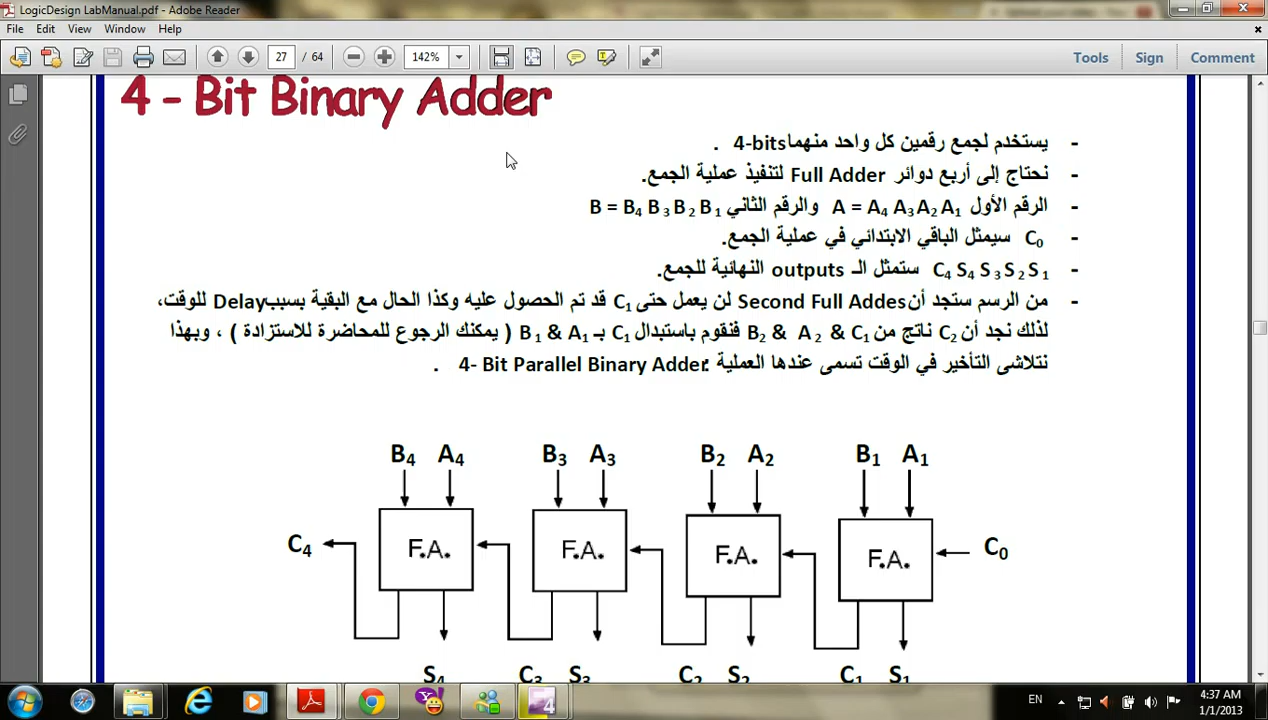 LogicDesign LabManual.pdf - Adobe Reader
File Edit View Window Help
27 / 64 142% Tools Sign Comment
4 - Bit Binary Adder
- يستخدم لجمع رقمين كل واحد منهما 4-bits .
- نحتاج إلى أربع دوائر Full Adder لتنفيذ عملية الجمع.
- الرقم الأول A = A4 A3 A2 A1 والرقم الثاني B = B4 B3 B2 B1
- C0 سيمثل الباقي الابتدائي في عملية الجمع.
- C4 S4 S3 S2 S1 ستمثل الـ outputs النهائية للجمع.
- من الرسم ستجد أن Second Full Addes لن يعمل حتى C1 قد تم الحصول عليه وكذا الحال مع البقية بسبب Delay للوقت،
لذلك نجد أن C2 ناتج من B2 & A2 & C1 فنقوم باستبدال C1 بـ B1 & A1 ( يمكنك الرجوع للمحاضرة للاستزادة ) ، وبهذا
نتلاشى التأخير في الوقت تسمى عندها العملية : 4- Bit Parallel Binary Adder .
B4 A4 B3 A3 B2 A2 B1 A1
C4 F.A. F.A. F.A. F.A. C0
S4 C3 S3 C2 S2 C1 S1
EN 4:37 AM
1/1/2013